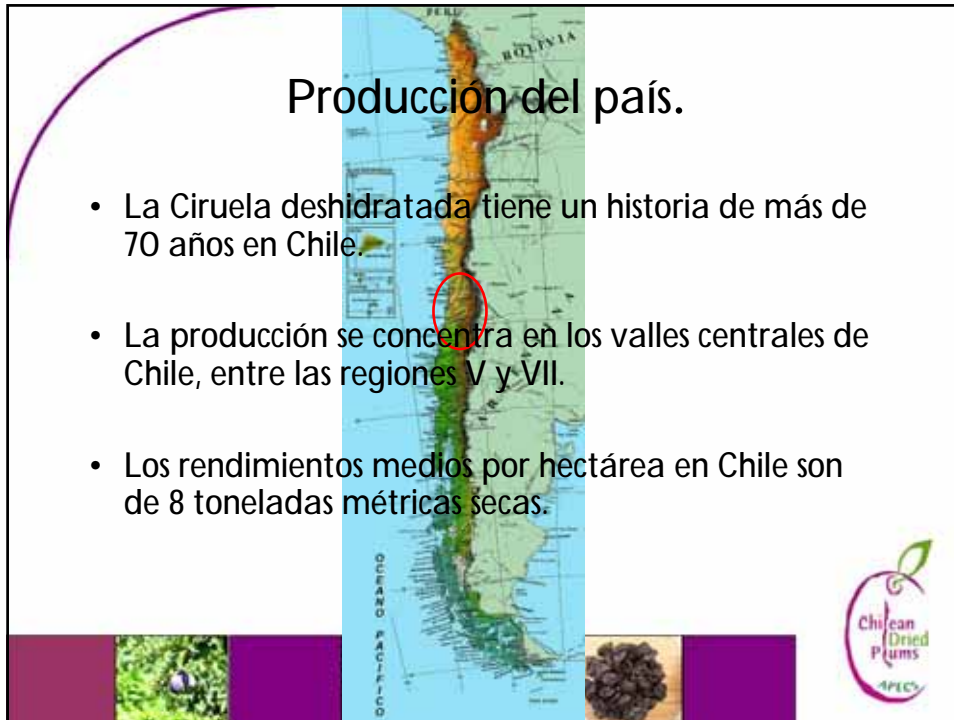 PERU
BOLIVIA
Producción del país.
• La Ciruela deshidratada tiene un historia de más de
70 años en Chile.
• La producción se concentra en los valles centrales de
Chile, entre las regiones V y VII.
• Los rendimientos medios por hectárea en Chile son
de 8 toneladas métricas secas.
OCEANO PACIFICO
Chilean
Dried
Plums